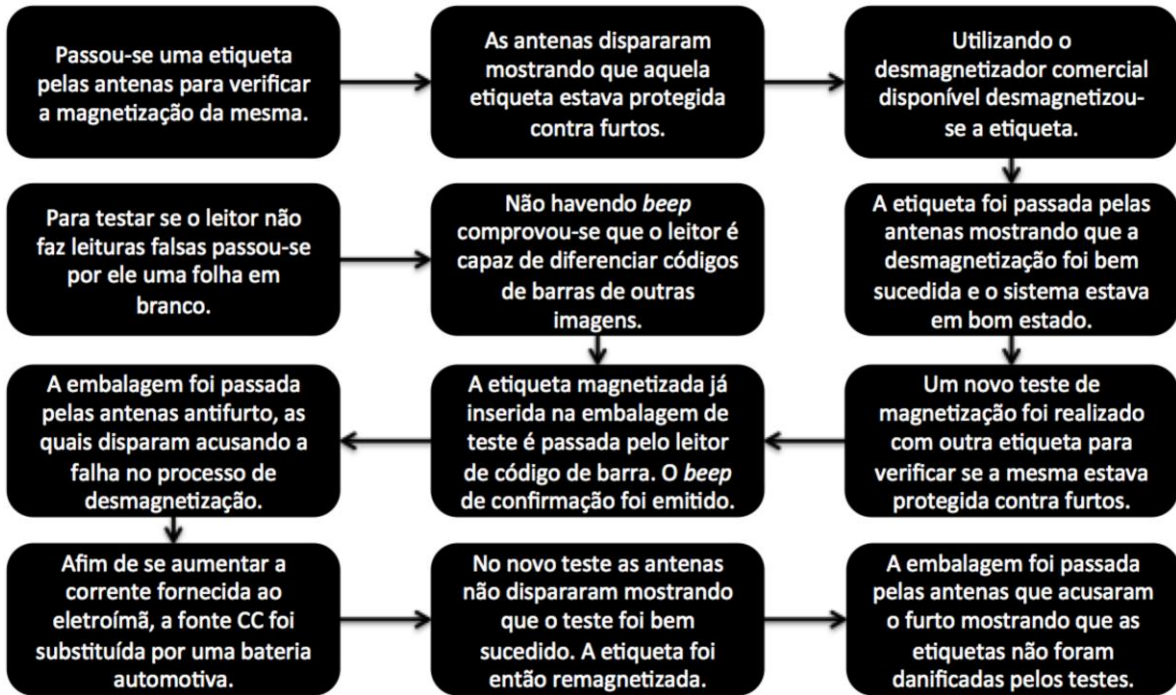 Passou-se uma etiqueta
pelas antenas para verificar
a magnetização da mesma.
As antenas dispararam
mostrando que aquela
etiqueta estava protegida
contra furtos.
Utilizando o
desmagnetizador comercial
disponível desmagnetizou-
se a etiqueta.
Para testar se o leitor não
faz leituras falsas passou-se
por ele uma folha em
branco.
Não havendo beep
comprovou-se que o leitor é
capaz de diferenciar códigos
de barras de outras
imagens.
A etiqueta foi passada pelas
antenas mostrando que a
desmagnetização foi bem
sucedida e o sistema estava
em bom estado.
A embalagem foi passada
pelas antenas antifurto, as
quais disparam acusando a
falha no processo de
desmagnetização.
A etiqueta magnetizada já
inserida na embalagem de
teste é passada pelo leitor
de código de barra. O beep
de confirmação foi emitido.
Um novo teste de
magnetização foi realizado
com outra etiqueta para
verificar se a mesma estava
protegida contra furtos.
Afim de se aumentar a
corrente fornecida ao
eletroímã, a fonte CC foi
substituída por uma bateria
automotiva.
No novo teste as antenas
não dispararam mostrando
que o teste foi bem
sucedido. A etiqueta foi
então remagnetizada.
A embalagem foi passada
pelas antenas que acusaram
o furto mostrando que as
etiquetas não foram
danificadas pelos testes.